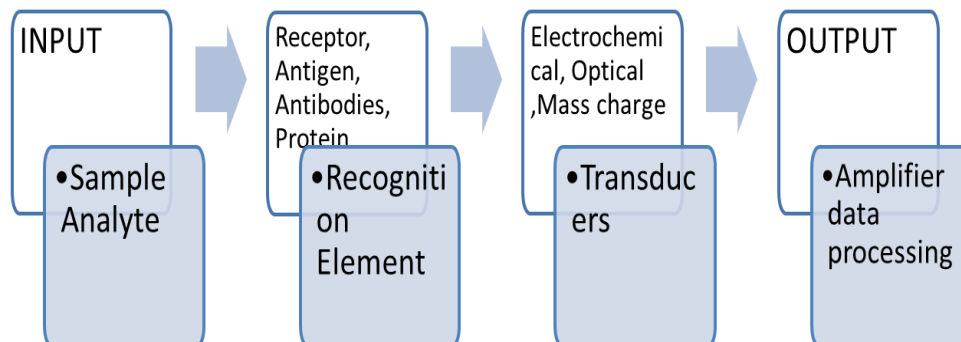 INPUT
•Sample
Analyte
Receptor,
Antigen,
Antibodies,
Protein
•Recogniti
on
Element
Electrochemi
cal, Optical
,Mass charge
•Transduc
ers
OUTPUT
•Amplifier
data
processing